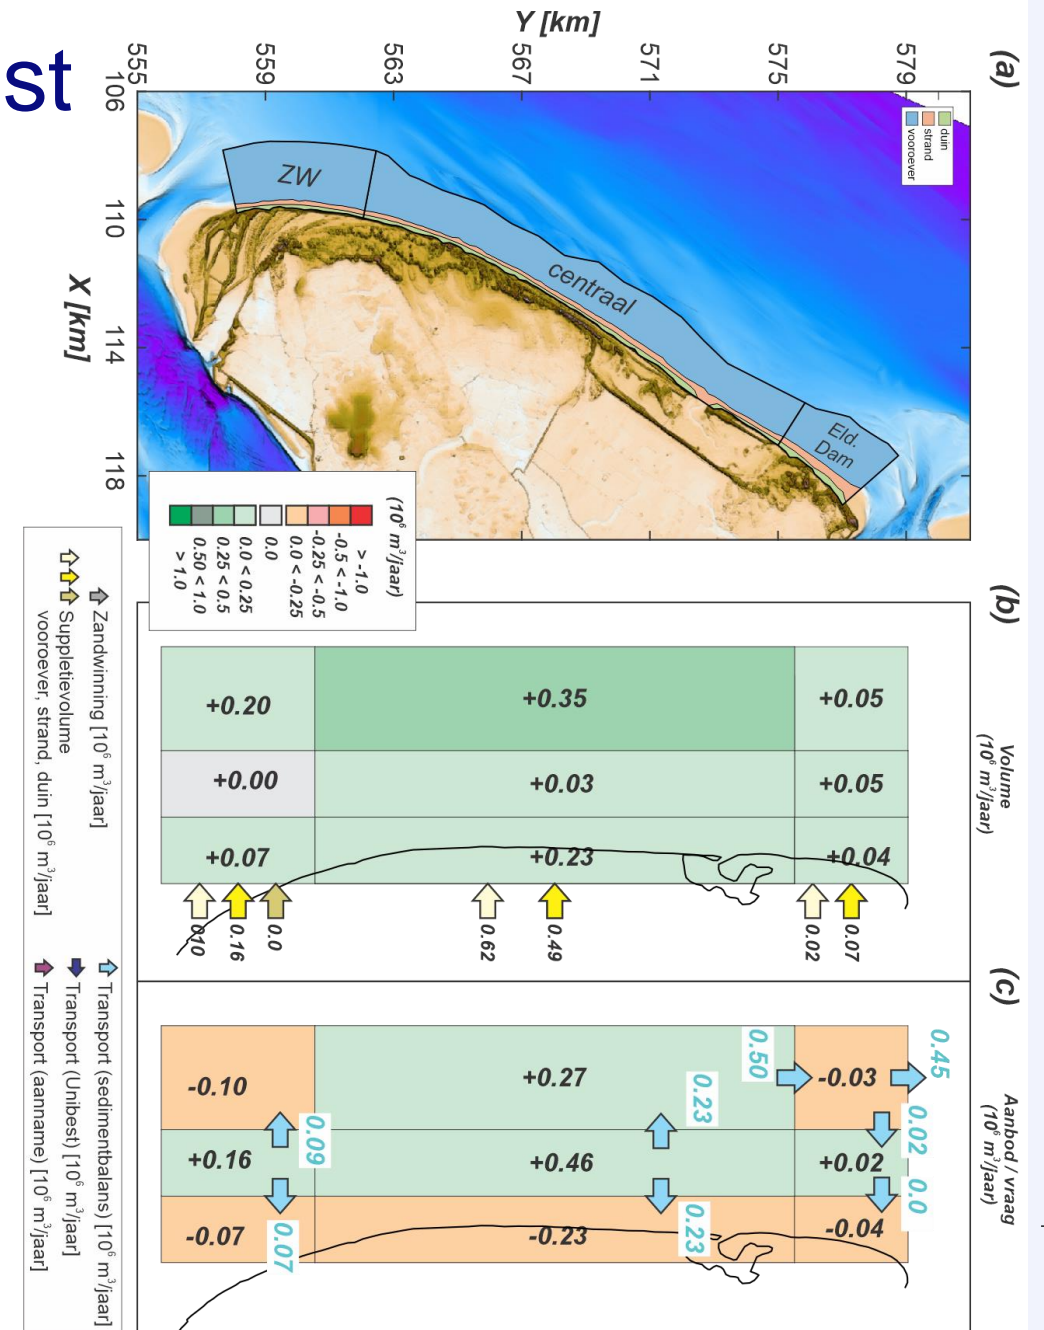 st
(a)
Y [km]
555
559
563
567
571
575
579
106
110
114
118
X [km]
duin
strand
vooroever
ZW
centraal
Eld.
Dam
(10⁶ m³/jaar)
> -1.0
-0.5 < -1.0
-0.25 < -0.5
0.0 < -0.25
0.0
0.0 < 0.25
0.25 < 0.5
0.50 < 1.0
> 1.0
(b)
Volume
(10⁶ m³/jaar)
+0.20
+0.35
+0.05
+0.00
+0.03
+0.05
+0.07
+0.23
+0.04
0.16
0.0
0.62
0.49
0.02
0.07
(c)
Aanbod / vraag
(10⁶ m³/jaar)
-0.10
+0.27
0.50
-0.03
0.45
0.09
0.23
0.02
+0.16
+0.46
+0.02
0.0
0.07
0.23
-0.07
-0.23
-0.04
Zandwinning [10⁶ m³/jaar]
Suppletievolume
vooroever, strand, duin [10⁶ m³/jaar]
Transport (sedimentbalans) [10⁶ m³/jaar]
Transport (Unibest) [10⁶ m³/jaar]
Transport (aanname) [10⁶ m³/jaar]